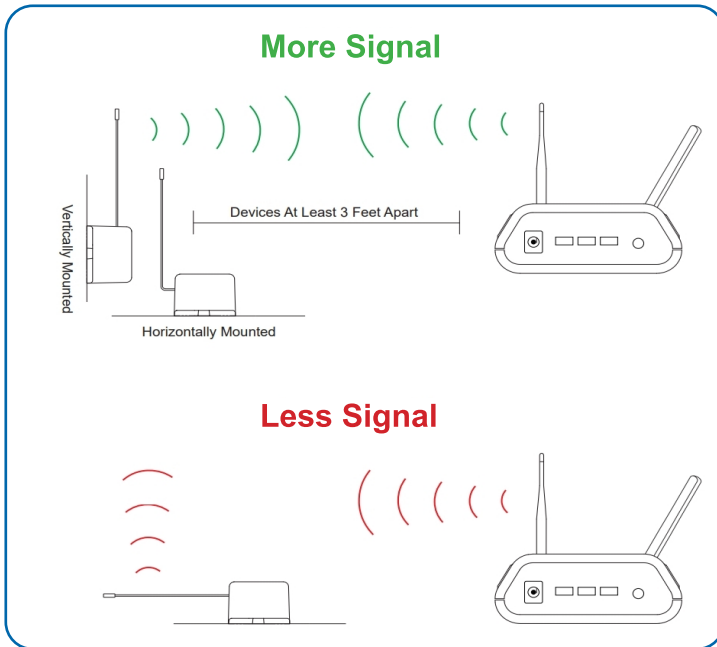 More Signal
Devices At Least 3 Feet Apart
Vertically Mounted
Horizontally Mounted
Less Signal